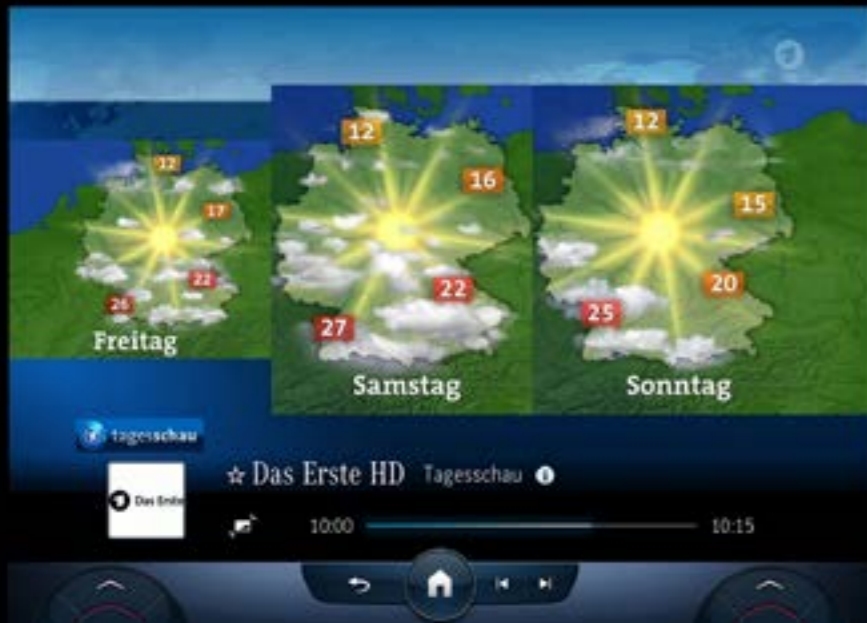 12
17
22
26
Freitag
12
16
22
27
Samstag
12
15
20
25
Sonntag
tagesschau
Das Erste
☆ Das Erste HD Tagesschau i
10:00 10:15